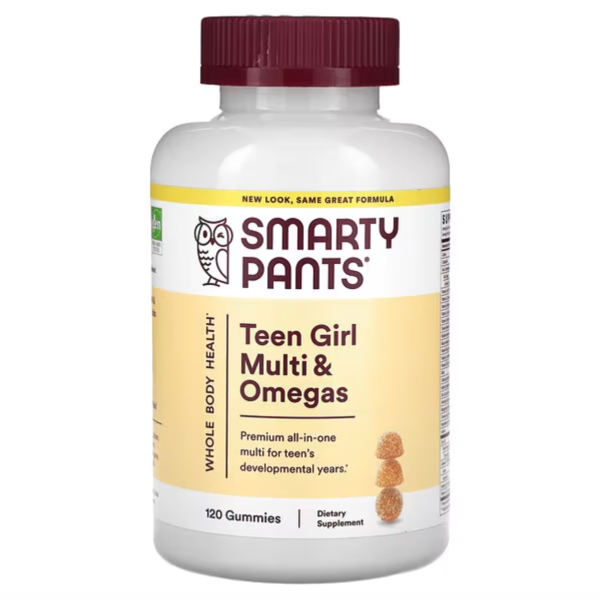 NEW LOOK, SAME GREAT FORMULA
SMARTY
PANTS®
WHOLE BODY HEALTH*
Teen Girl
Multi &
Omegas
Premium all-in-one
multi for teen's
developmental years.*
120 Gummies
Dietary
Supplement